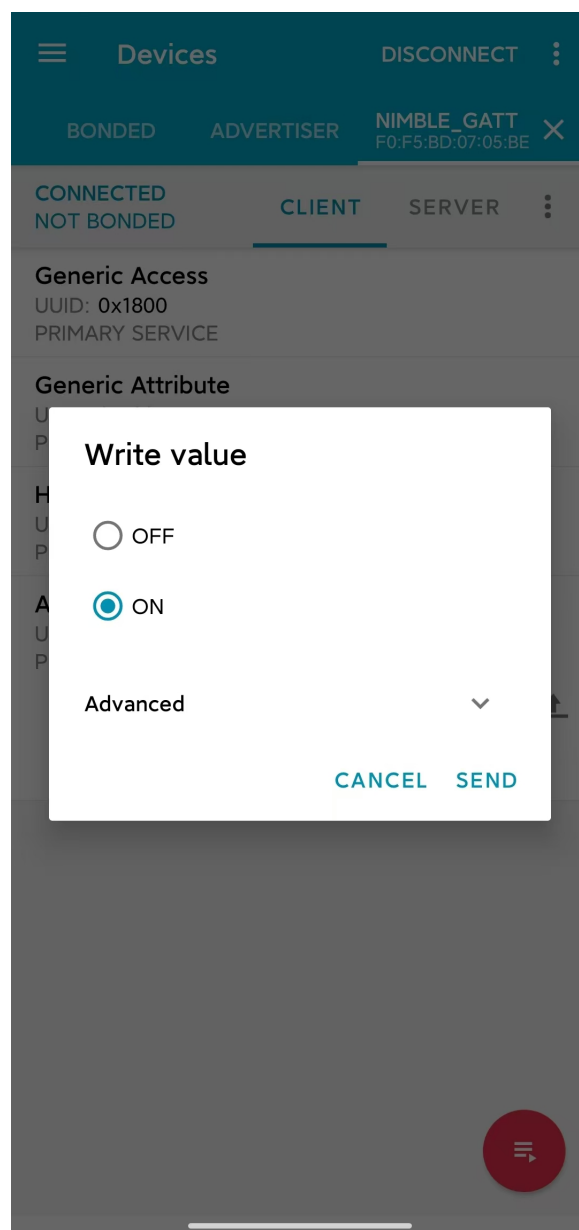 Devices
DISCONNECT
BONDED
ADVERTISER
NIMBLE_GATT
F0:F5:BD:07:05:BE
CONNECTED
NOT BONDED
CLIENT
SERVER
Generic Access
UUID: 0x1800
PRIMARY SERVICE
Generic Attribute
U
P
H
U
P
A
U
P
Write value
OFF
ON
Advanced
CANCEL
SEND